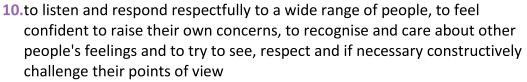 10.to listen and respond respectfully to a wide range of people, to feel
confident to raise their own concerns, to recognise and care about other
people's feelings and to try to see, respect and if necessary constructively
challenge their points of view